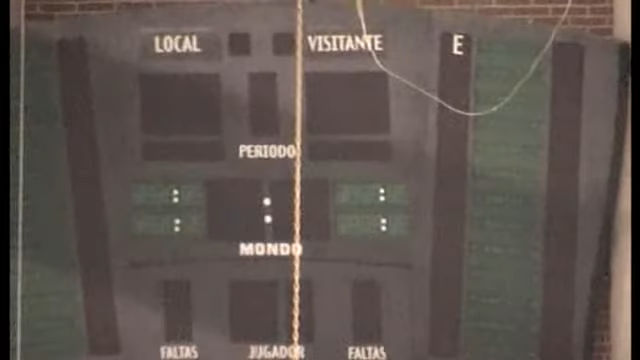 LOCAL VISITANTE E
PERIODO
MONDO
FALTAS JUGADOR FALTAS